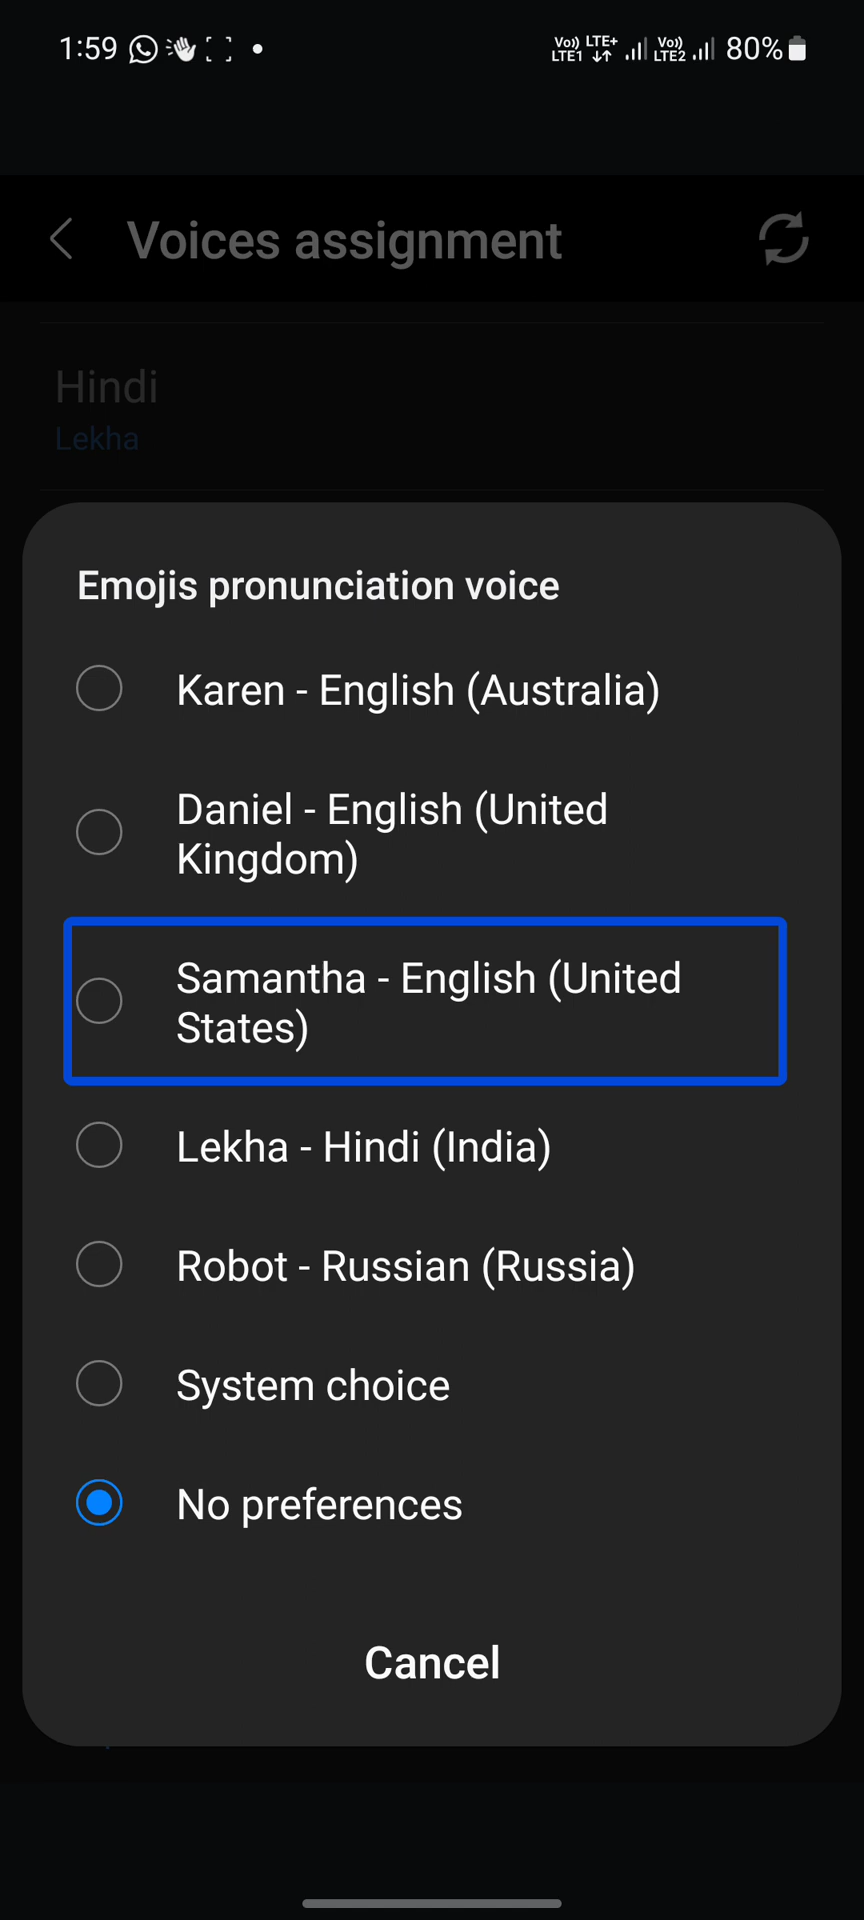 1:59
Vo)) LTE+ Vo)) 80%
LTE1 LTE2
Voices assignment
Hindi
Lekha
Emojis pronunciation voice
Karen - English (Australia)
Daniel - English (United
Kingdom)
Samantha - English (United
States)
Lekha - Hindi (India)
Robot - Russian (Russia)
System choice
No preferences
Cancel